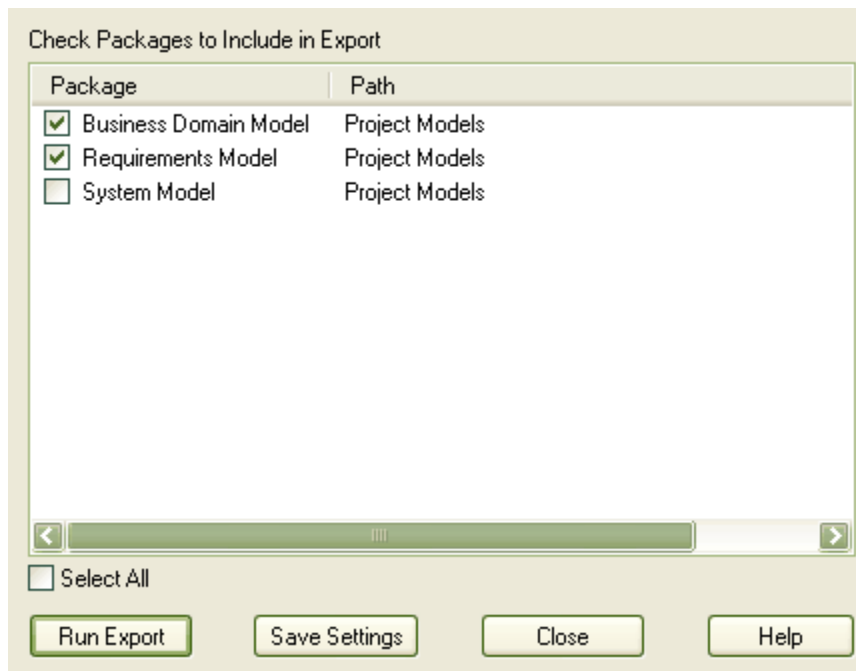 Check Packages to Include in Export
Package Path
Business Domain Model Project Models
Requirements Model Project Models
System Model Project Models
Select All
Run Export Save Settings Close Help